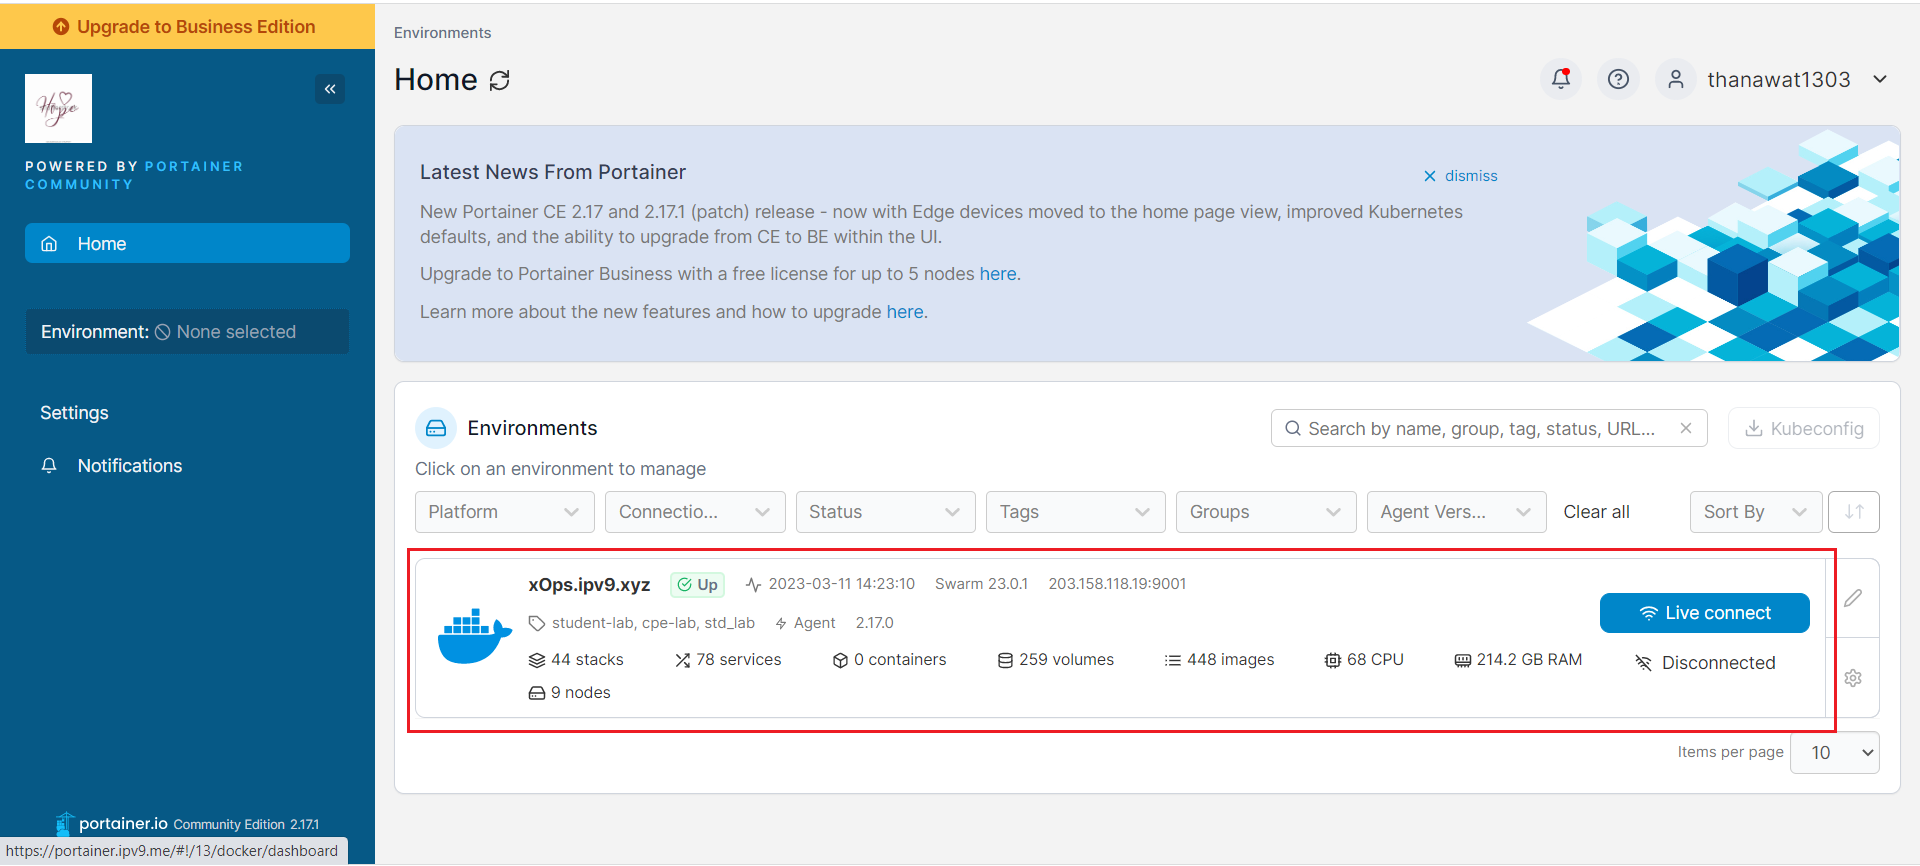 Upgrade to Business Edition
Hope
POWERED BY PORTAINER
COMMUNITY
Home
Environment: None selected
Settings
Notifications
portainer.io Community Edition 2.17.1
https://portainer.ipv9.me/#!/13/docker/dashboard
Environments
Home
thanawat1303
Latest News From Portainer
dismiss
New Portainer CE 2.17 and 2.17.1 (patch) release - now with Edge devices moved to the home page view, improved Kubernetes
defaults, and the ability to upgrade from CE to BE within the UI.
Upgrade to Portainer Business with a free license for up to 5 nodes here.
Learn more about the new features and how to upgrade here.
Environments
Search by name, group, tag, status, URL...
Kubeconfig
Click on an environment to manage
Platform Connectio... Status Tags Groups Agent Vers... Clear all Sort By
xOps.ipv9.xyz Up 2023-03-11 14:23:10 Swarm 23.0.1 203.158.118.19:9001
Live connect
student-lab, cpe-lab, std_lab Agent 2.17.0
44 stacks 78 services 0 containers 259 volumes 448 images 68 CPU 214.2 GB RAM
Disconnected
9 nodes
Items per page 10